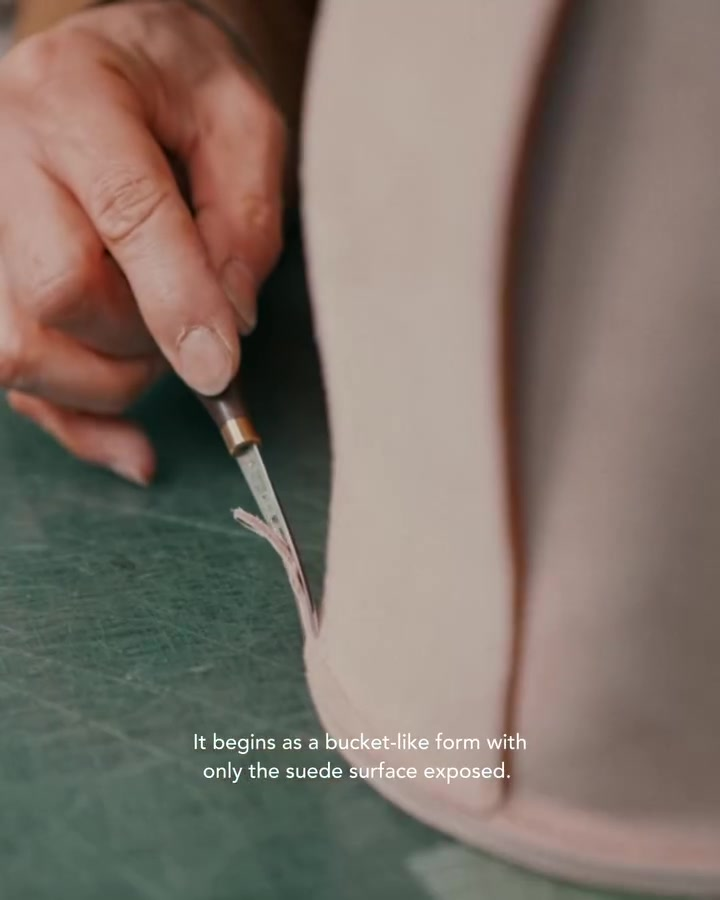 It begins as a bucket-like form with
only the suede surface exposed.